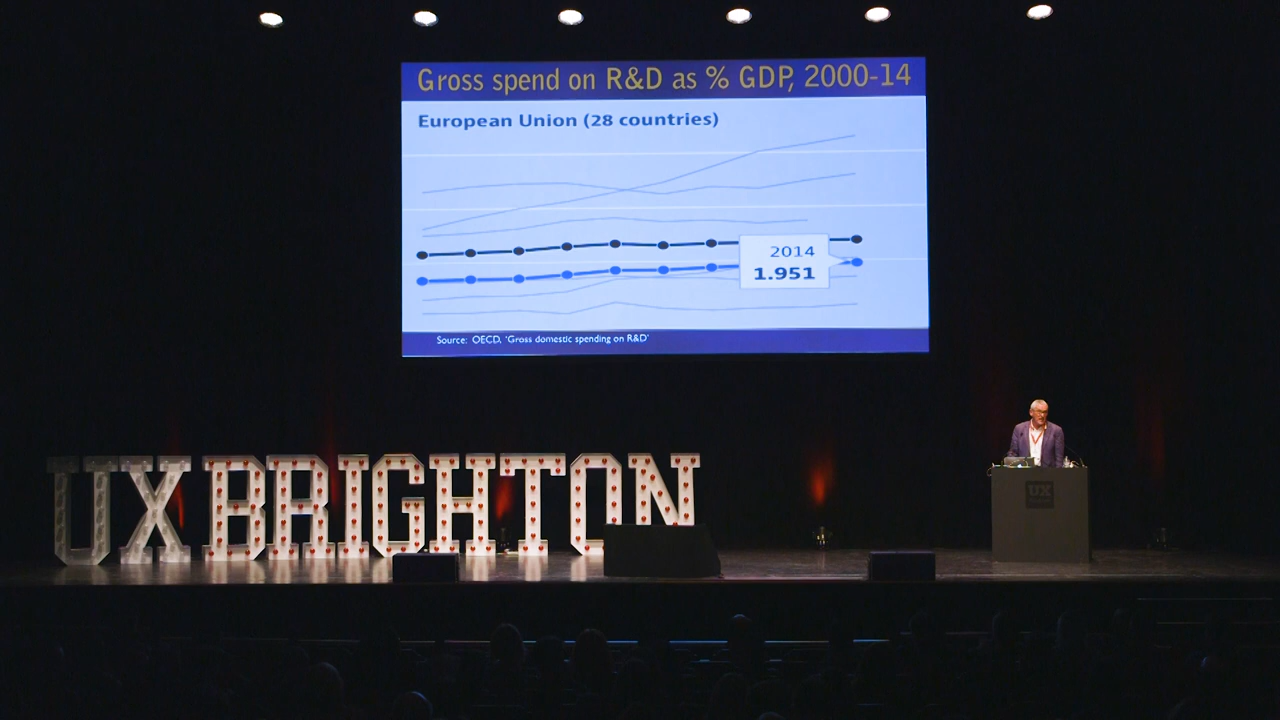 Gross spend on R&D as % GDP, 2000-14
European Union (28 countries)
2014
1.951
Source: OECD, 'Gross domestic spending on R&D'
UX BRIGHTON
UX